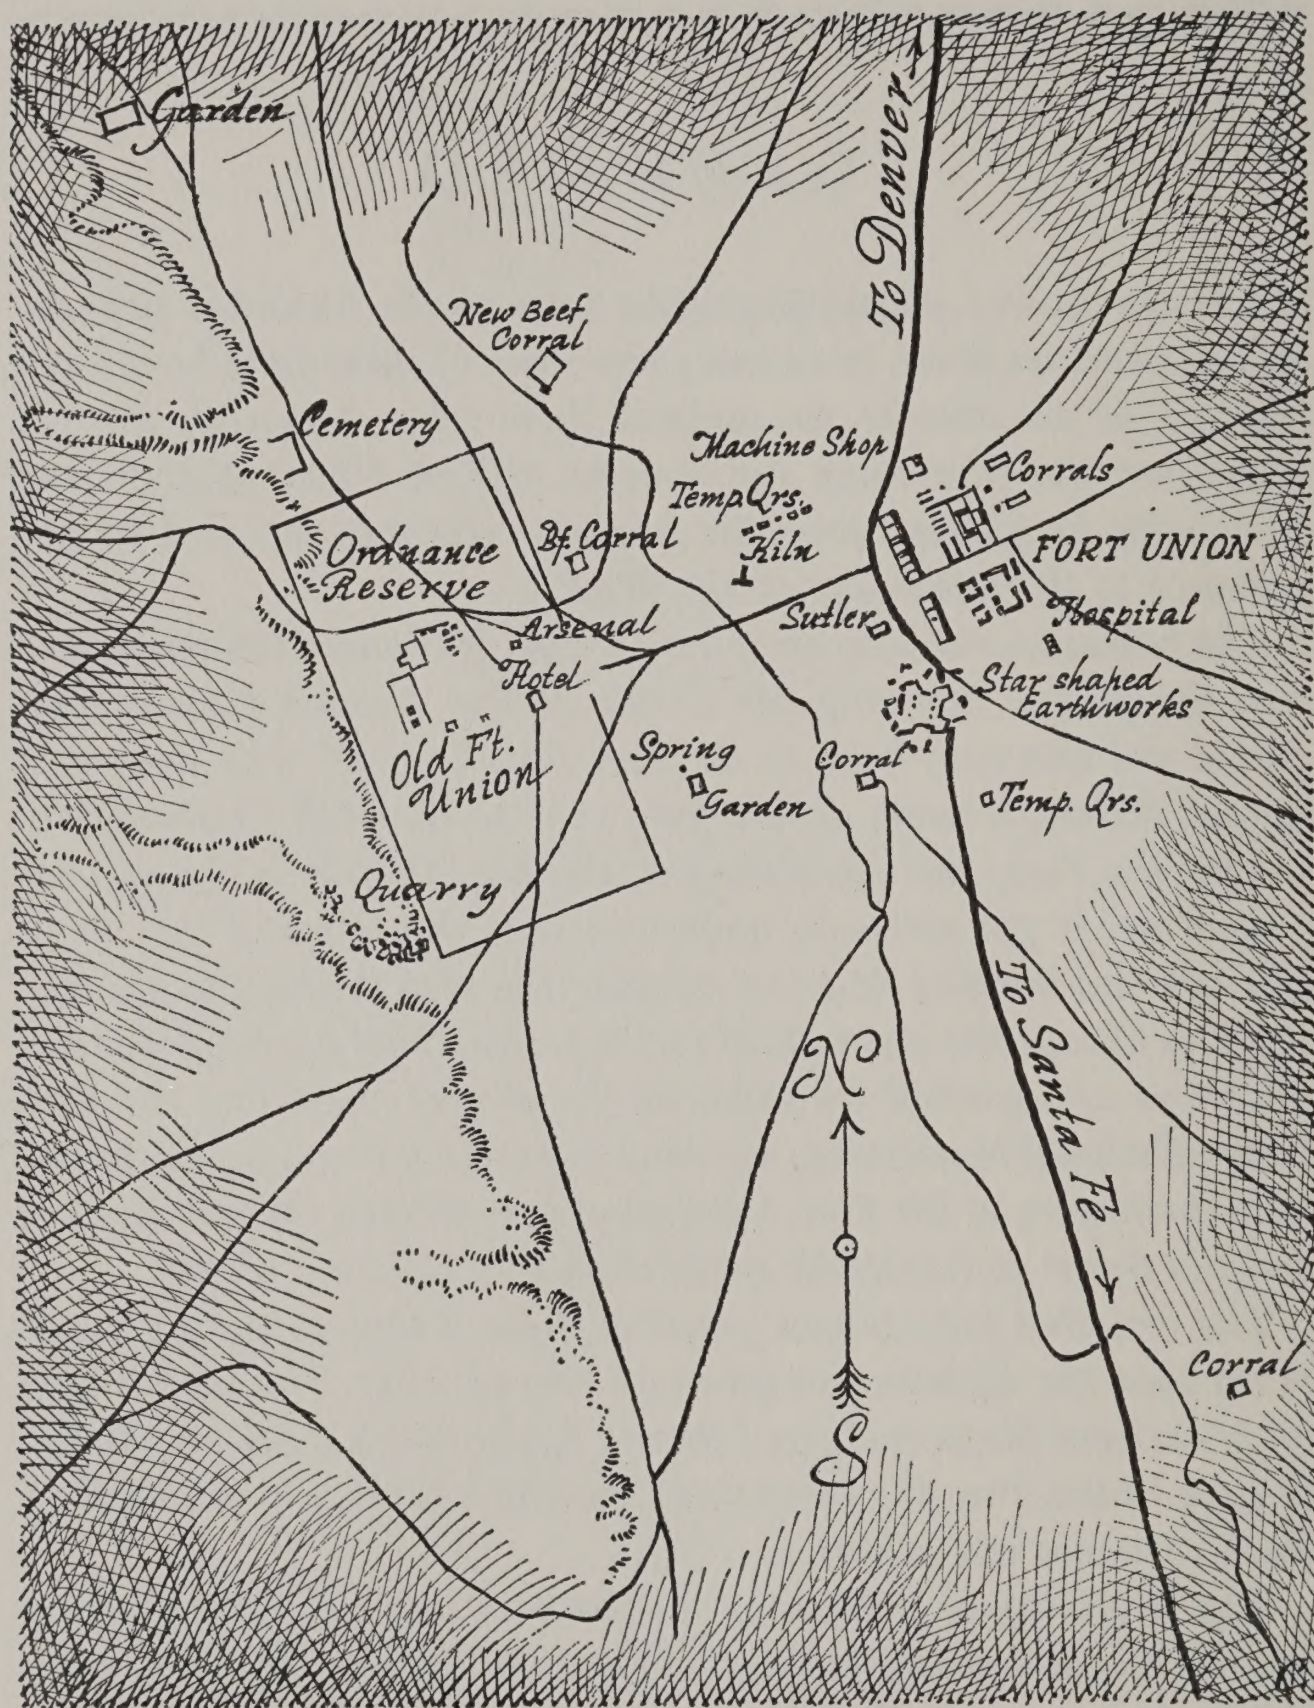 Garden
To Denver
New Beef
Corral
Cemetery
Machine Shop
Corrals
Temp. Qrs.
Ordnance
Reserve
Bf. Corral
Kiln
FORT UNION
Arsenal
Sutler
Hospital
Hotel
Star shaped
Earthworks
Old Ft.
Union
Spring
Garden
Corral
Temp. Qrs.
Quarry
To Santa Fe
N
S
Corral